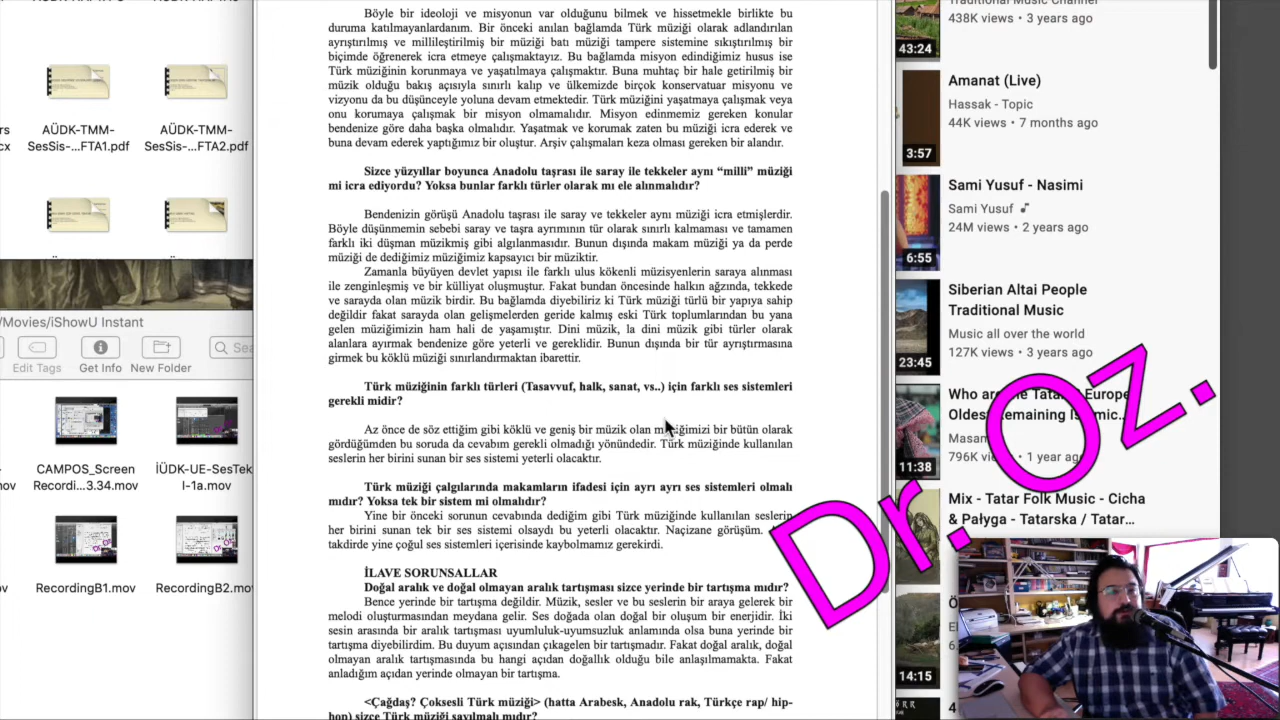 rs
cx
AÜDK-TMM-
SesSis-...FTA1.pdf
AÜDK-TMM-
SesSis-...FTA2.pdf
/Movies/iShowU Instant
Edit Tags
Get Info
New Folder
Sea
CAMPOS_Screen
Recordi...3.34.mov
İÜDK-UE-SesTek
I-1a.mov
RecordingB1.mov
RecordingB2.mov
Böyle bir ideoloji ve misyonun var olduğunu bilmek ve hissetmekle birlikte bu
duruma katılmayanlardanım. Bir önceki anılan bağlamda Türk müziği olarak adlandırılan
ayrıştırılmış ve millileştirilmiş bir müziği batı müziği tampere sistemine sıkıştırılmış bir
biçimde öğrenerek icra etmeye çalışmaktayız. Bu bağlamda misyon edindiğimiz husus ise
Türk müziğinin korunmaya ve yaşatılmaya çalışmaktır. Buna muhtaç bir hale getirilmiş bir
müzik olduğu bakış açısıyla sınırlı kalıp ve ülkemizde birçok konservatuar misyonu ve
vizyonu da bu düşünceyle yoluna devam etmektedir. Türk müziğini yaşatmaya çalışmak veya
onu korumaya çalışmak bir misyon olmamalıdır. Misyon edinmemiz gereken konular
bendenize göre daha başka olmalıdır. Yaşatmak ve korumak zaten bu müziği icra ederek ve
buna devam ederek yaptığımız bir oluştur. Arşiv çalışmaları keza olması gereken bir alandır.
Sizce yüzyıllar boyunca Anadolu taşrası ile saray ile tekkeler aynı “milli” müziği
mi icra ediyordu? Yoksa bunlar farklı türler olarak mı ele alınmalıdır?
Bendenizin görüşü Anadolu taşrası ile saray ve tekkeler aynı müziği icra etmişlerdir.
Böyle düşünmemin sebebi saray ve taşra ayrımının tür olarak sınırlı kalmaması ve tamamen
farklı iki düşman müzikmiş gibi algılanmasıdır. Bunun dışında makam müziği ya da perde
müziği de dediğimiz müziğimiz kapsayıcı bir müziktir.
Zamanla büyüyen devlet yapısı ile farklı ulus kökenli müzisyenlerin saraya alınması
ile zenginleşmiş ve bir külliyat oluşmuştur. Fakat bundan öncesinde halkın ağzında, tekkede
ve sarayda olan müzik birdir. Bu bağlamda diyebiliriz ki Türk müziği türlü bir yapıya sahip
değildir fakat sarayda olan gelişmelerden geride kalmış eski Türk toplumlarından bu yana
gelen müziğimizin ham hali de yaşamıştır. Dini müzik, la dini müzik gibi türler olarak
alanlara ayırmak bendenize göre yeterli ve gereklidir. Bunun dışında bir tür ayrıştırmasına
girmek bu köklü müziği sınırlandırmaktan ibarettir.
Türk müziğinin farklı türleri (Tasavvuf, halk, sanat, vs..) için farklı ses sistemleri
gerekli midir?
Az önce de söz ettiğim gibi köklü ve geniş bir müzik olan müziğimizi bir bütün olarak
gördüğümden bu soruda da cevabım gerekli olmadığı yönündedir. Türk müziğinde kullanılan
seslerin her birini sunan bir ses sistemi yeterli olacaktır.
Türk müziği çalgılarında makamların ifadesi için ayrı ayrı ses sistemleri olmalı
mıdır? Yoksa tek bir sistem mi olmalıdır?
Yine bir önceki sorunun cevabında dediğim gibi Türk müziğinde kullanılan seslerin
her birini sunan tek bir ses sistemi olsaydı bu yeterli olacaktır. Naçizane görüşüm.
takdirde yine çoğul ses sistemleri içerisinde kaybolmamız gerekirdi.
İLAVE SORUNSALLAR
Doğal aralık ve doğal olmayan aralık tartışması sizce yerinde bir tartışma mıdır?
Bence yerinde bir tartışma değildir. Müzik, sesler ve bu seslerin bir araya gelerek bir
melodi oluşturmasından meydana gelir. Ses doğada olan doğal bir oluşum bir enerjidir. İki
sesin arasında bir aralık tartışması uyumluluk-uyumsuzluk anlamında olsa buna yerinde bir
tartışma diyebilirdim. Bu duyum açısından çıkagelen bir tartışmadır. Fakat doğal aralık, doğal
olmayan aralık tartışmasında bu hangi açıdan doğallık olduğu bile anlaşılmamakta. Fakat
anladığım açıdan yerinde olmayan bir tartışma.
<Çağdaş? Çoksesli Türk müziği> (hatta Arabesk, Anadolu rak, Türkçe rap/ hip-
hop) sizce Türk müziği sayılmalı mıdır?
Traditional Music Channel
438K views • 3 years ago
43:24
Amanat (Live)
Hassak - Topic
44K views • 7 months ago
3:57
Sami Yusuf - Nasimi
Sami Yusuf
24M views • 2 years ago
6:55
Siberian Altai People
Traditional Music
Music all over the world
127K views • 3 years ago
23:45
Who are the Tatars? Europe
Oldest Remaining Islamic...
Masam
796K views • 1 year ago
11:38
Mix - Tatar Folk Music - Cicha
& Pałyga - Tatarska / Tatar...
14:15
Dr. Oz.